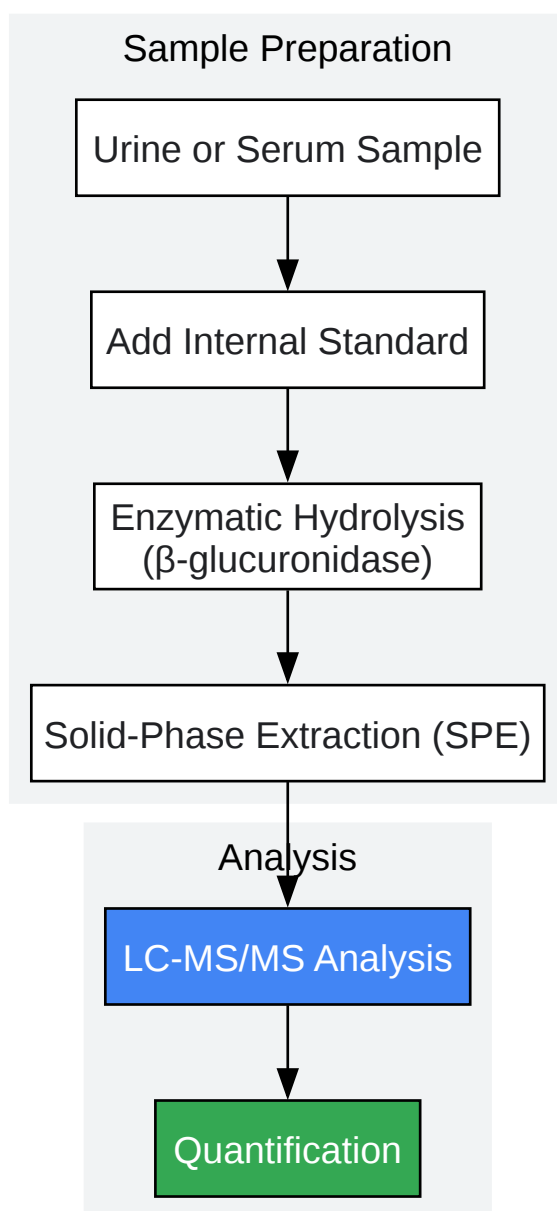 Sample Preparation
Urine or Serum Sample
Add Internal Standard
Enzymatic Hydrolysis
(β-glucuronidase)
Solid-Phase Extraction (SPE)
Analysis
LC-MS/MS Analysis
Quantification